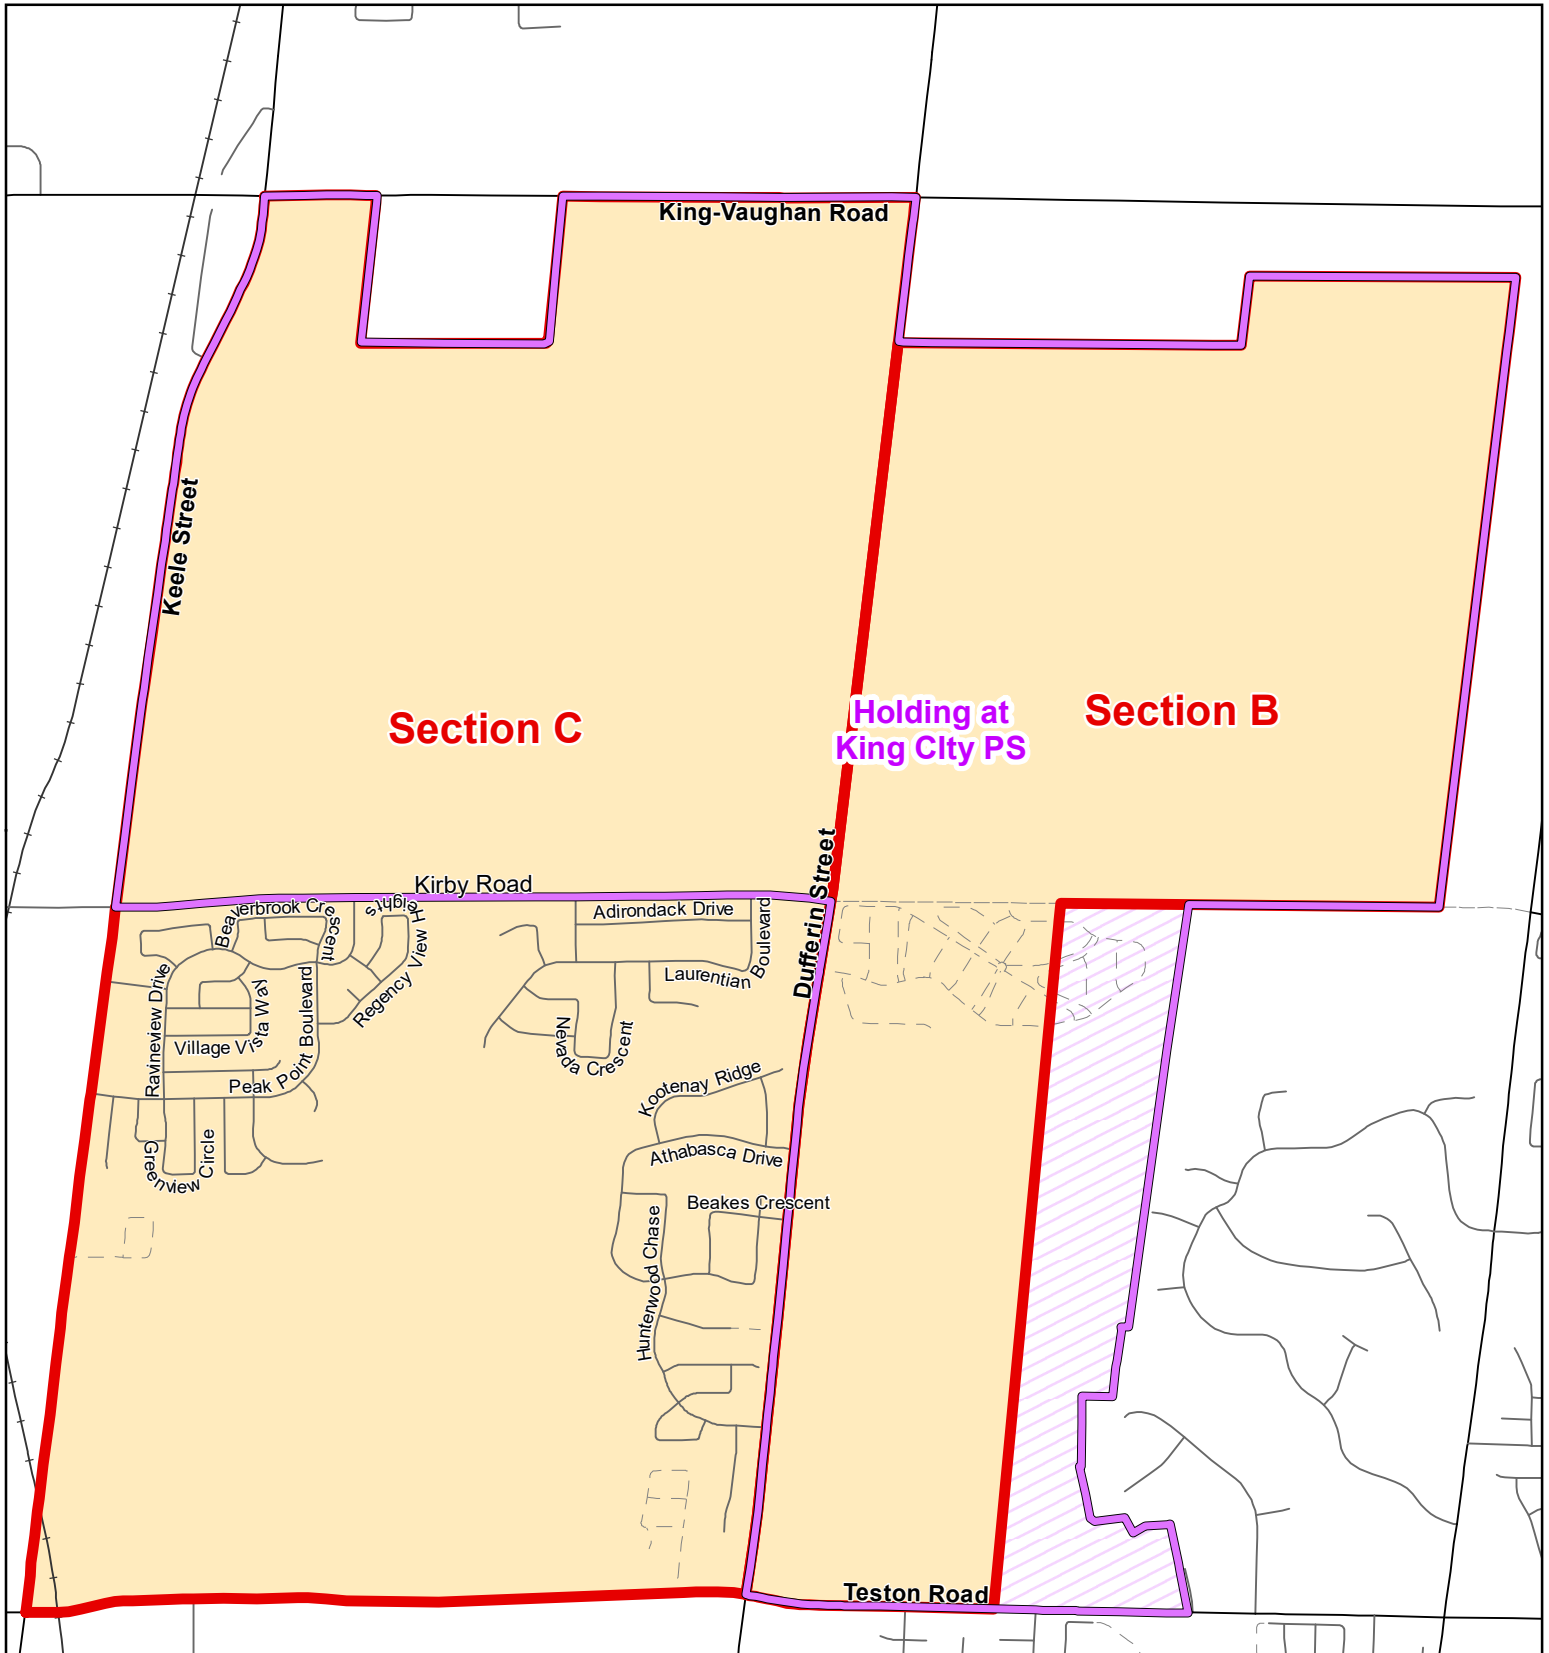 King-Vaughan Road
Keele Street
Section C
Holding at
King CIty PS
Section B
Dufferin Street
Kirby Road
Beaverbrook Crescent
Regency View Heights
Adirondack Drive
Laurentian Boulevard
Ravineview Drive
Village Vista Way
Peak Point Boulevard
Nevada Crescent
Greenview Circle
Kootenay Ridge
Athabasca Drive
Beakes Crescent
Hunterwood Chase
Teston Road